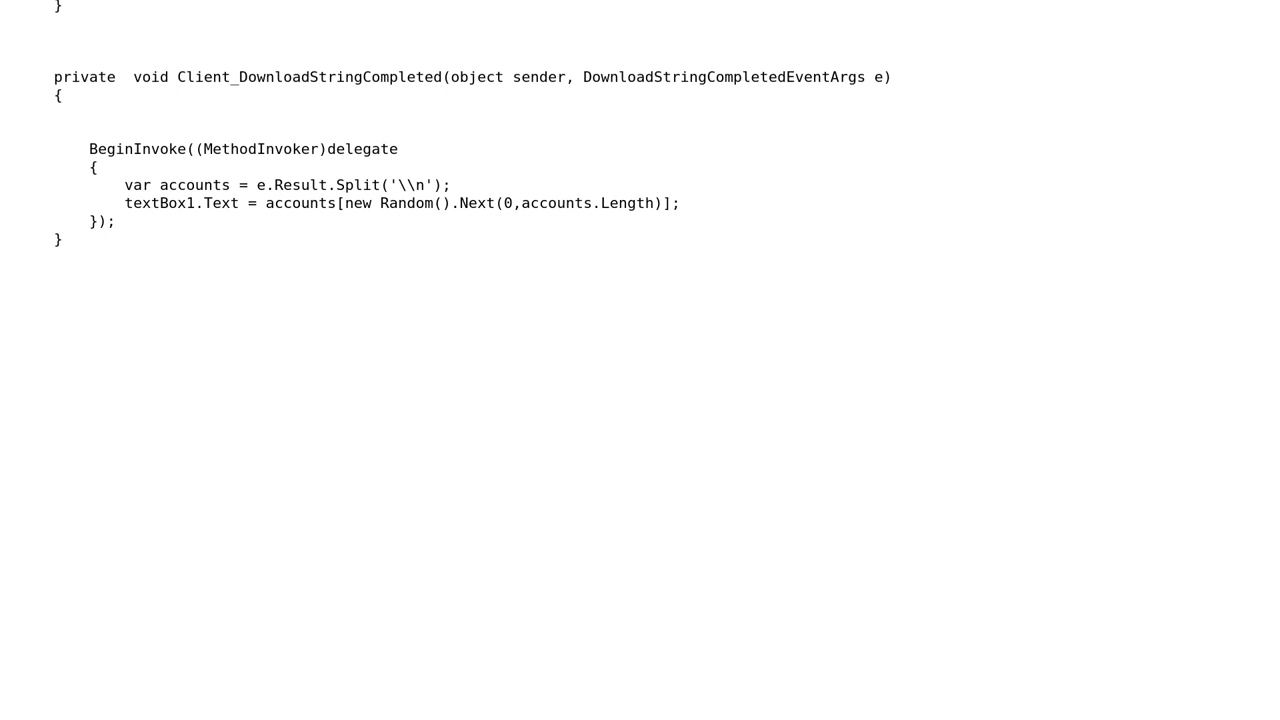 }
private  void Client_DownloadStringCompleted(object sender, DownloadStringCompletedEventArgs e)
{
BeginInvoke((MethodInvoker)delegate
{
var accounts = e.Result.Split('\\n');
textBox1.Text = accounts[new Random().Next(0,accounts.Length)];
});
}